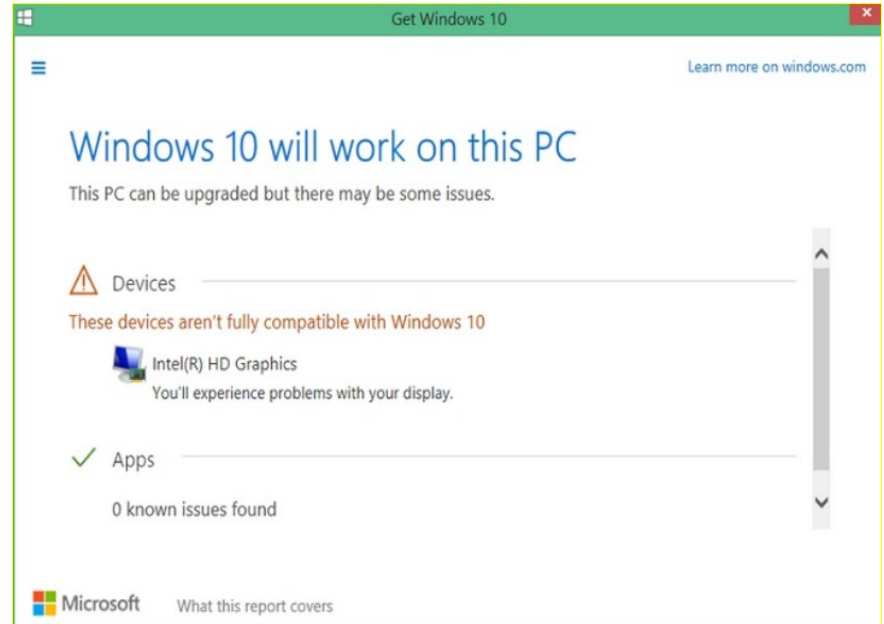 Get Windows 10
Learn more on windows.com
Windows 10 will work on this PC
This PC can be upgraded but there may be some issues.
Devices
These devices aren't fully compatible with Windows 10
Intel(R) HD Graphics
You'll experience problems with your display.
Apps
0 known issues found
Microsoft What this report covers